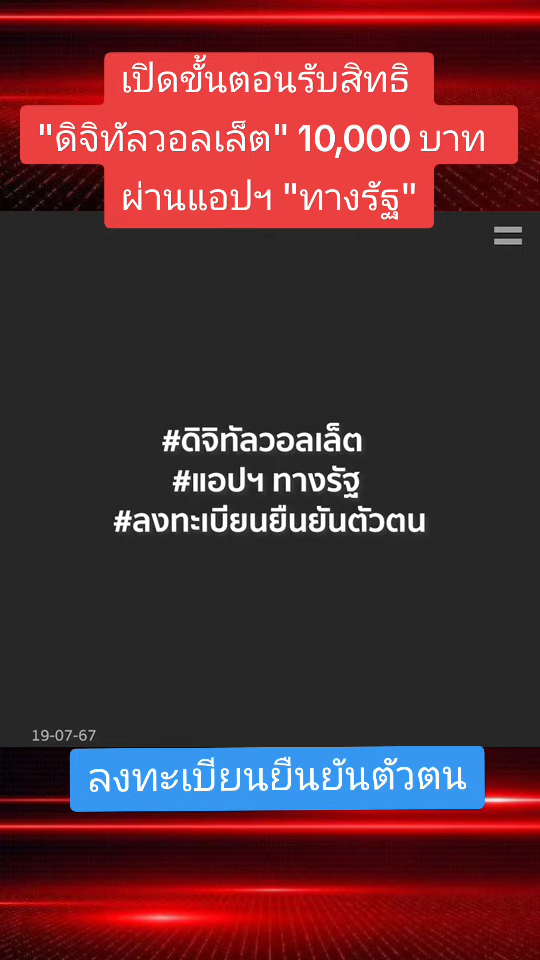 เปิดขั้นตอนรับสิทธิ
"ดิจิทัลวอลเล็ต" 10,000 บาท
ผ่านแอปฯ "ทางรัฐ"
#ดิจิทัลวอลเล็ต
#แอปฯ ทางรัฐ
#ลงทะเบียนยืนยันตัวตน
19-07-67
ลงทะเบียนยืนยันตัวตน